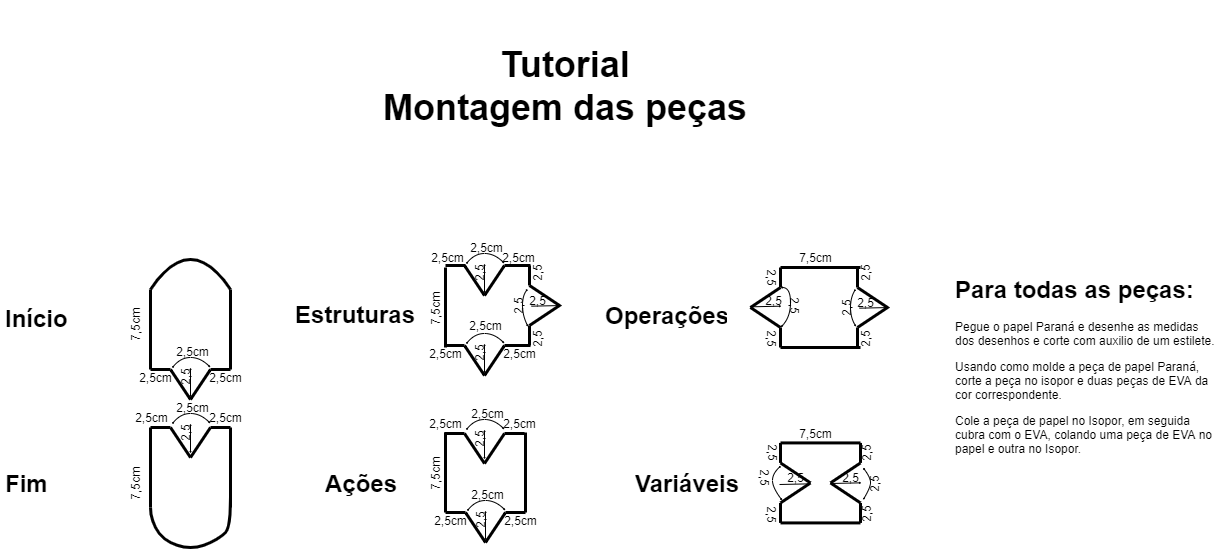 Tutorial
Montagem das peças
Início
7,5cm
2,5cm
2,5cm
2,5
2,5cm
Estruturas
2,5cm
2,5cm
2,5cm
2,5
2,5
7,5cm
2,5
2,5
2,5cm
2,5
2,5cm
2,5
2,5cm
Operações
7,5cm
2,5
2,5
2,5
2,5
2,5
2,5
2,5
2,5
Para todas as peças:
Pegue o papel Paraná e desenhe as medidas
dos desenhos e corte com auxilio de um estilete.
Usando como molde a peça de papel Paraná,
corte a peça no isopor e duas peças de EVA da
cor correspondente.
Cole a peça de papel no Isopor, em seguida
cubra com o EVA, colando uma peça de EVA no
papel e outra no Isopor.
Fim
2,5cm
2,5cm
2,5cm
2,5
7,5cm
Ações
2,5cm
2,5cm
2,5cm
2,5
7,5cm
2,5cm
2,5cm
2,5
2,5cm
Variáveis
7,5cm
2,5
2,5
2,5
2,5
2,5
2,5
2,5
2,5